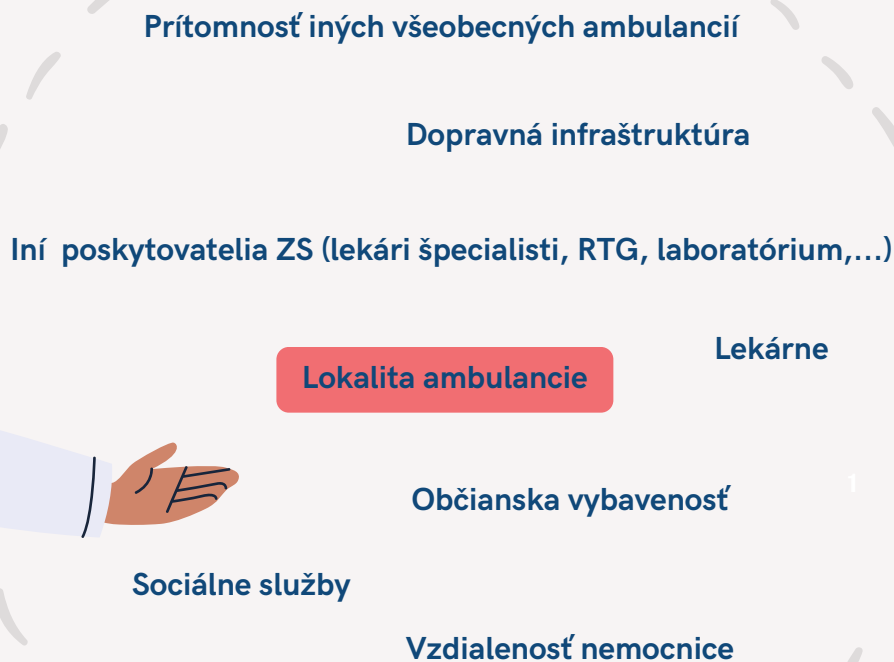 Prítomnosť iných všeobecných ambulancií
Dopravná infraštruktúra
Iní  poskytovatelia ZS (lekári špecialisti, RTG, laboratórium,...)
Lekárne
Lokalita ambulancie
1
Občianska vybavenosť
Sociálne služby
Vzdialenosť nemocnice